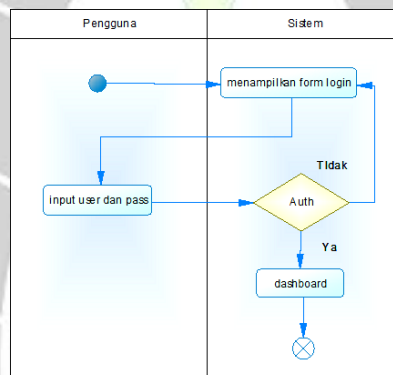 Pengguna
Sistem
menampilkan form login
TIdak
input user dan pass
Auth
Ya
dashboard